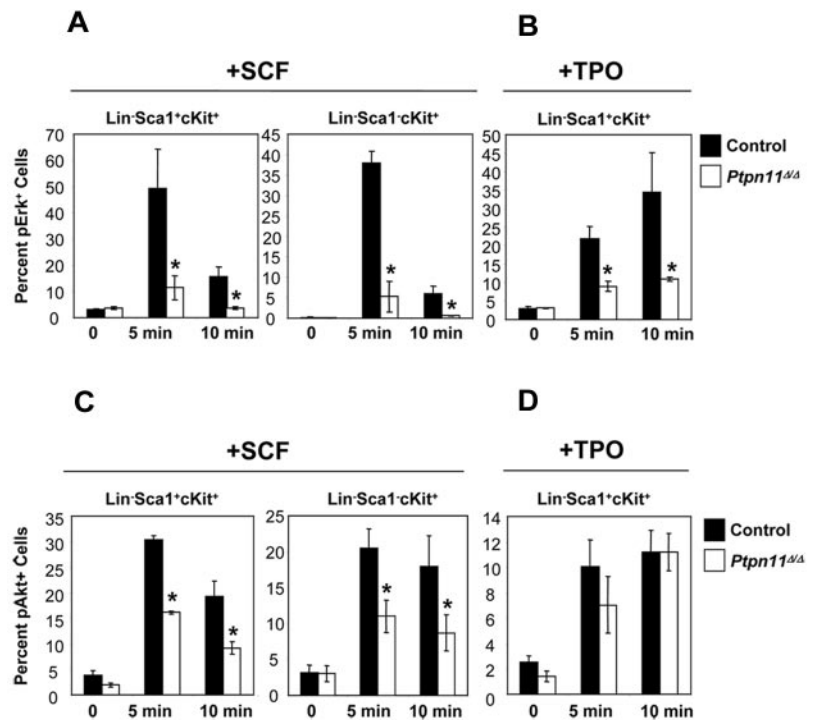 A
B
+SCF
+TPO
Lin⁻Sca1⁺cKit⁺
Lin⁻Sca1⁻cKit⁺
Lin⁻Sca1⁺cKit⁺
Percent pErk⁺ Cells
70
60
50
40
30
20
10
0
45
40
35
30
25
20
15
10
5
0
50
45
40
35
30
25
20
15
10
5
0
* *
* *
* *
0 5 min 10 min
0 5 min 10 min
0 5 min 10 min
Control
Ptpn11^Δ/Δ
C
D
+SCF
+TPO
Lin⁻Sca1⁺cKit⁺
Lin⁻Sca1⁻cKit⁺
Lin⁻Sca1⁺cKit⁺
Percent pAkt+ Cells
35
30
25
20
15
10
5
0
25
20
15
10
5
0
14
12
10
8
6
4
2
0
* *
* *
0 5 min 10 min
0 5 min 10 min
0 5 min 10 min
Control
Ptpn11^Δ/Δ